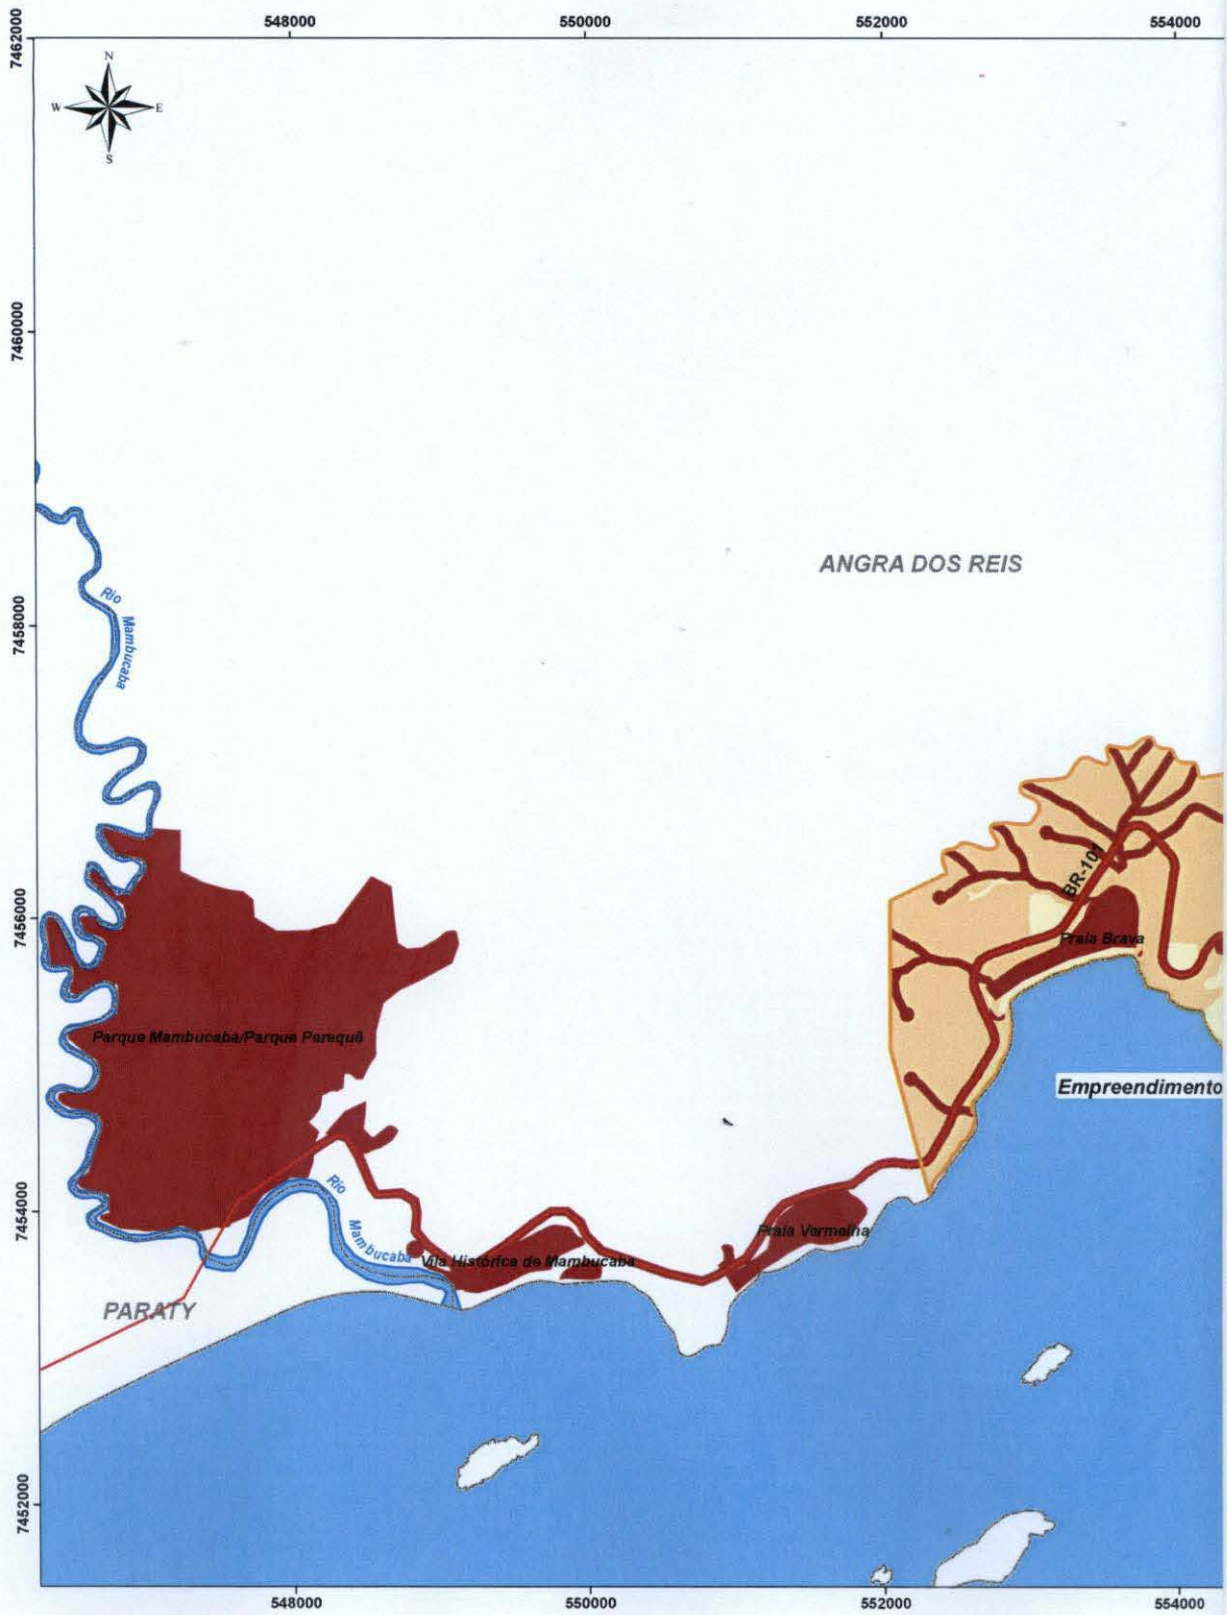 548000 550000 552000 554000
7462000
N
W E
S
7460000
ANGRA DOS REIS
Rio
Mambucaba
7458000
BR-101
7456000
Praia Brava
Parque Mambucaba/Parque Perequê
Empreendimento
Rio
Mambucaba
7454000
Praia Vermelha
Vila Histórica de Mambucaba
PARATY
7452000
548000 550000 552000 554000